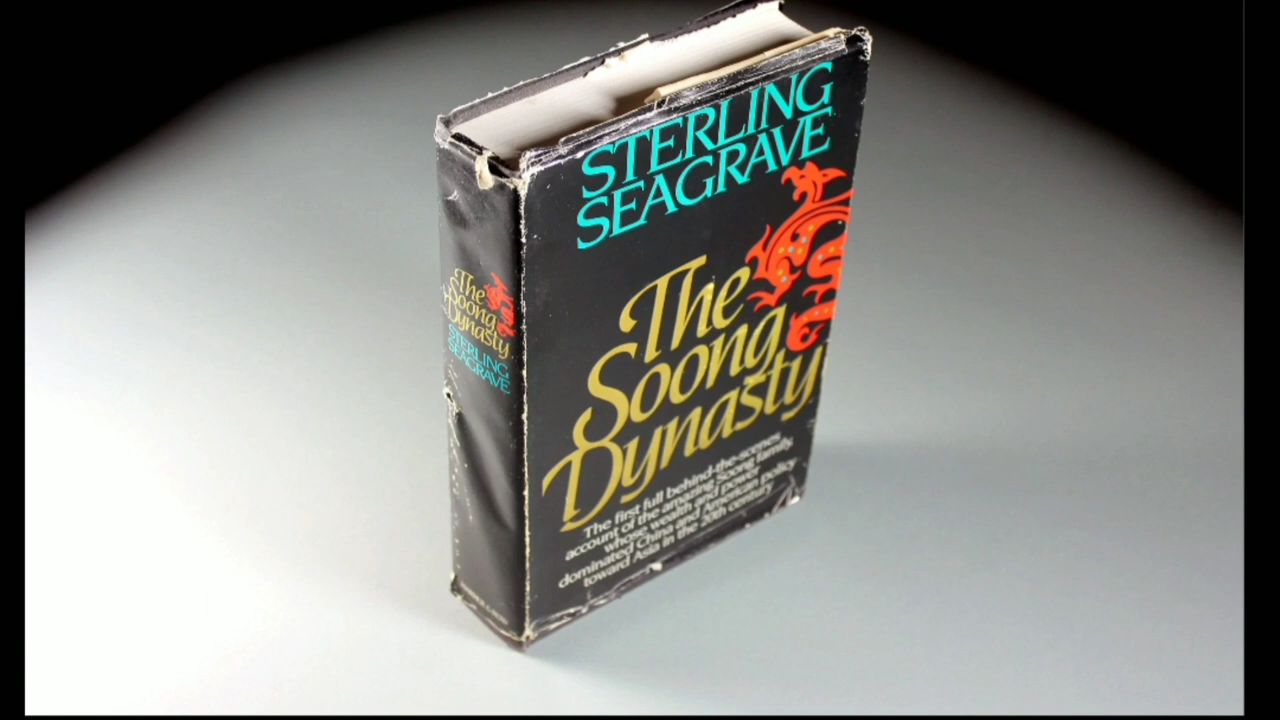 STERLING
SEAGRAVE
The
Soong
Dynasty
The first full behind-the-scenes
account of the amazing Soong family,
whose wealth and power
dominated China and American policy
toward Asia in the 20th century
The
Soong
Dynasty
STERLING
SEAGRAVE